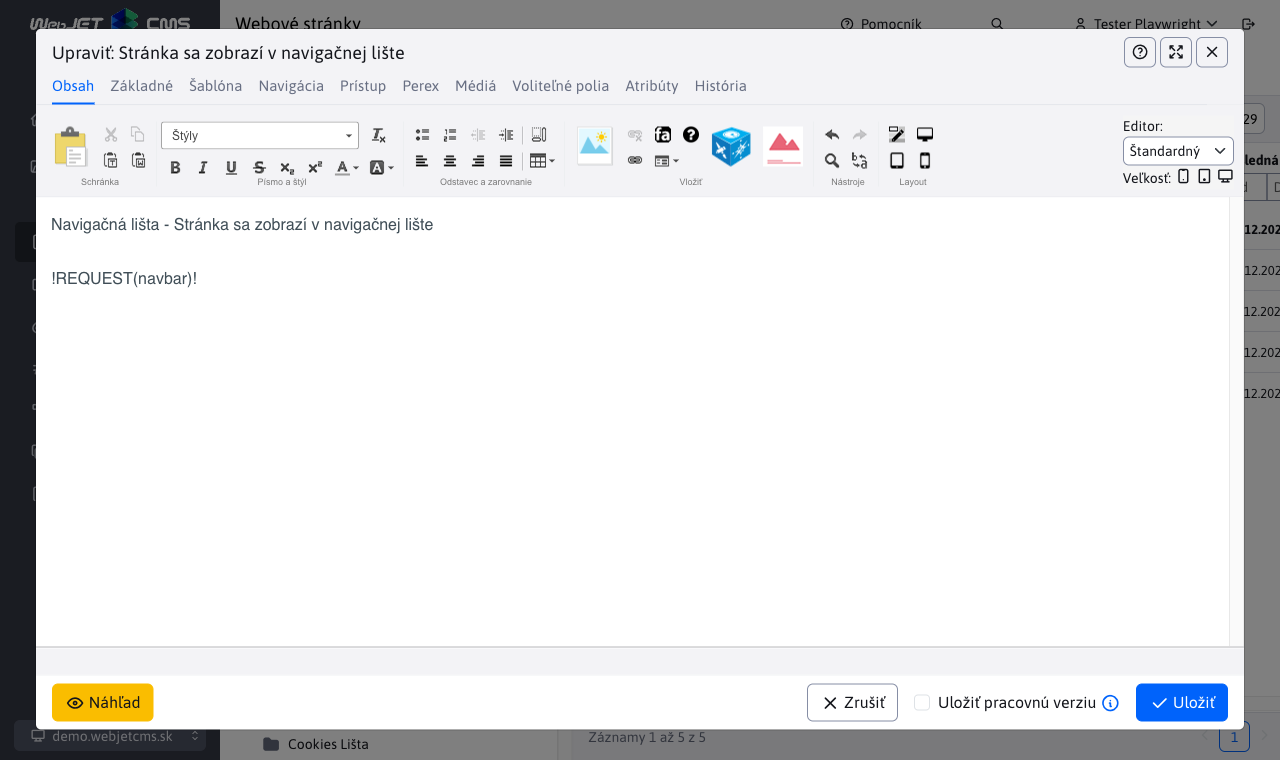 WebJET CMS
Webové stránky
Pomocník
Tester Playwright
Upraviť: Stránka sa zobrazí v navigačnej lište
Obsah Základné Šablóna Navigácia Prístup Perex Médiá Voliteľné polia Atribúty História
Štýly
Schránka
Písmo a štýl
Odstavec a zarovnanie
Vložiť
Nástroje
Layout
Editor:
Štandardný
Veľkosť:
29
Navigačná lišta - Stránka sa zobrazí v navigačnej lište
!REQUEST(navbar)!
12.202
12.202
12.202
12.202
12.202
Náhľad
Zrušiť
Uložiť pracovnú verziu
Uložiť
demo.webjetcms.sk
Cookies Lišta
Záznamy 1 až 5 z 5
1